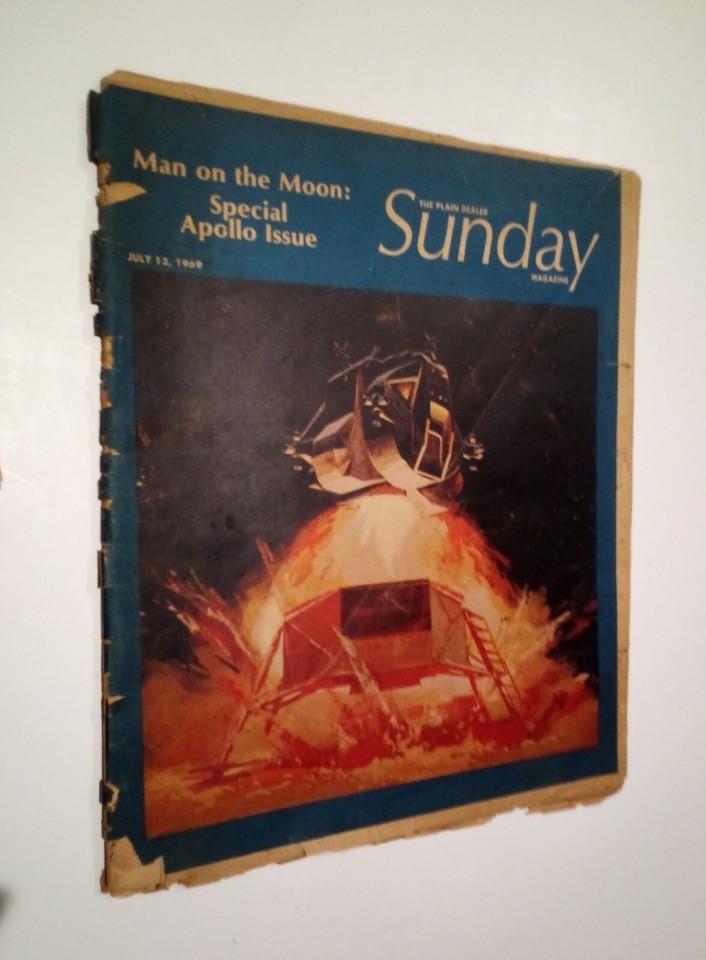 Man on the Moon:
Special
Apollo Issue
JULY 13, 1969
THE PLAIN DEALER
Sunday
MAGAZINE